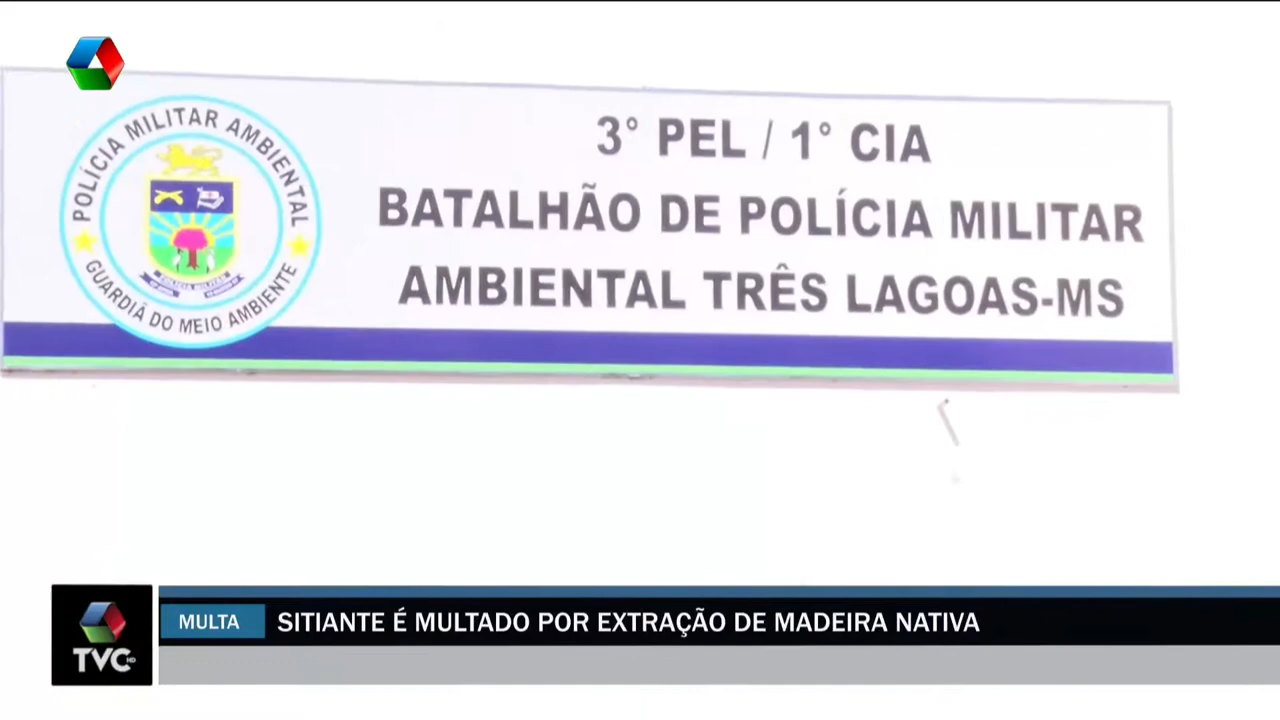 POLÍCIA MILITAR AMBIENTAL
GUARDIÃ DO MEIO AMBIENTE
3° PEL / 1° CIA
BATALHÃO DE POLÍCIA MILITAR
AMBIENTAL TRÊS LAGOAS-MS
MULTA
SITIANTE É MULTADO POR EXTRAÇÃO DE MADEIRA NATIVA
TVC HD